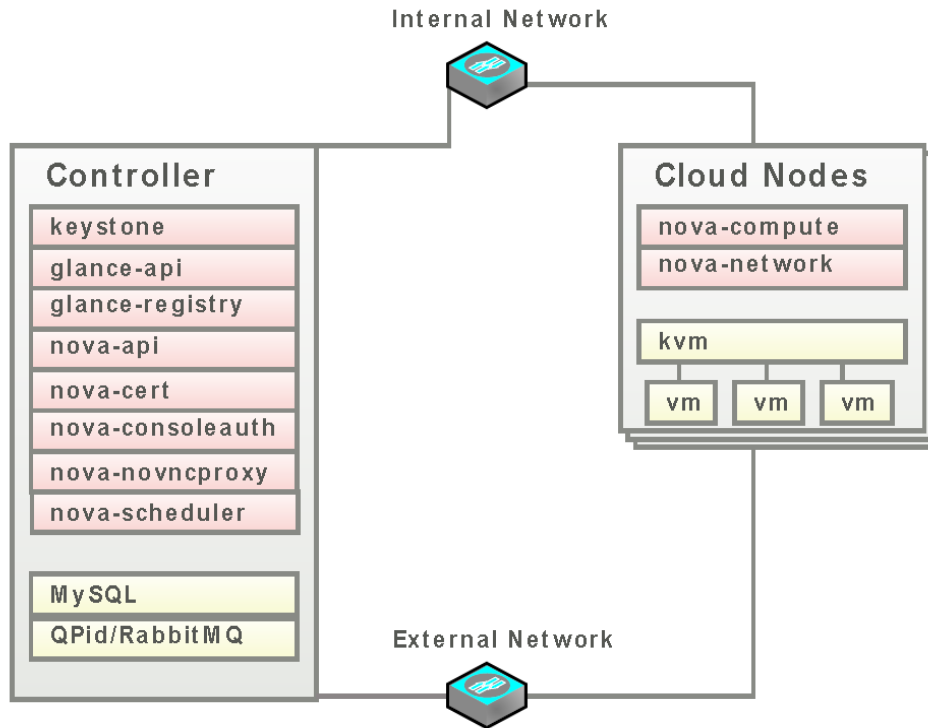 Internal Network
Controller
keystone
glance-api
glance-registry
nova-api
nova-cert
nova-consoleauth
nova-novncproxy
nova-scheduler
MySQL
QPid/RabbitMQ
Cloud Nodes
nova-compute
nova-network
kvm
vm vm vm
External Network